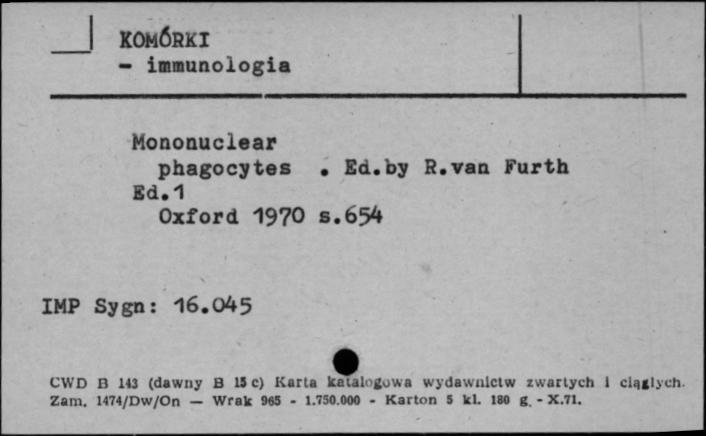 KOMÓRKI
- immunologia
Mononuclear
phagocytes . Ed.by R.van Furth
Ed.1
Oxford 1970 s.654
IMP Sygn: 16.045
CWD B 143 (dawny B 15 c) Karta katalogowa wydawnictw zwartych i ciągłych.
Zam. 1474/Dw/On — Wrak 965 - 1.750.000 - Karton 5 kl. 180 g. - X.71.